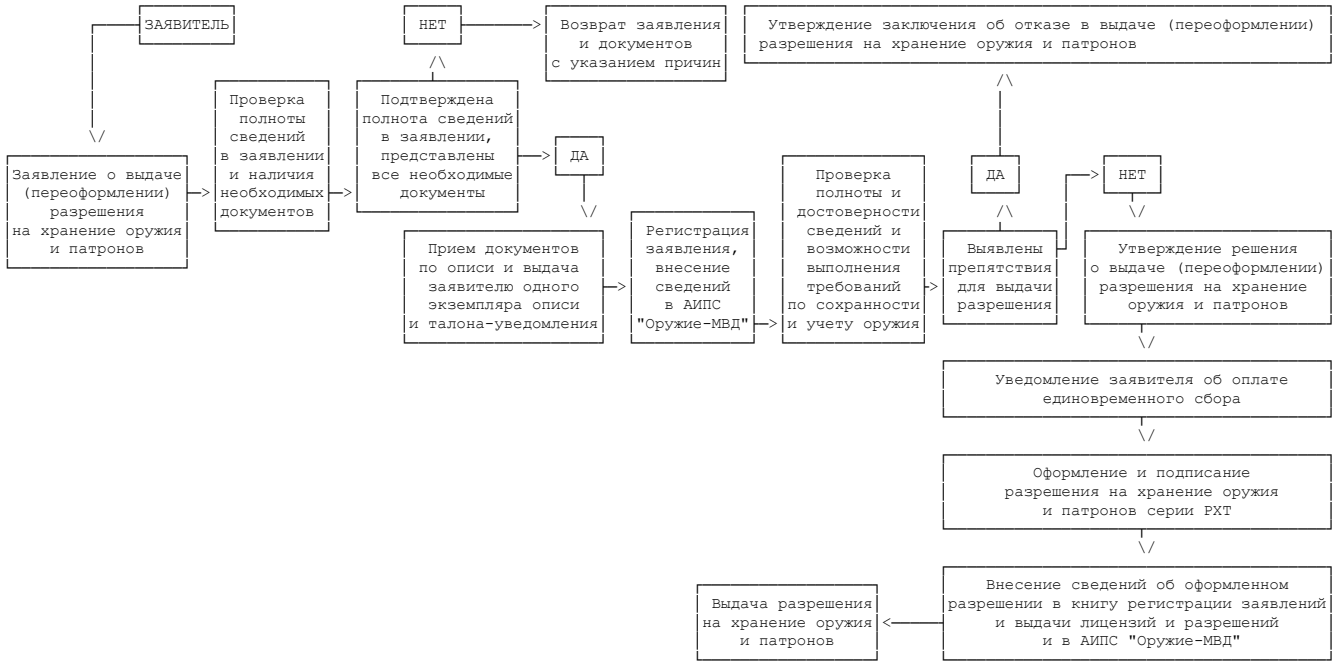 ЗАЯВИТЕЛЬ
НЕТ
Возврат заявления
и документов
с указанием причин
Утверждение заключения об отказе в выдаче (переоформлении)
разрешения на хранение оружия и патронов
Проверка
полноты
сведений
в заявлении
и наличия
необходимых
документов
Подтверждена
полнота сведений
в заявлении,
представлены
все необходимые
документы
ДА
Заявление о выдаче
(переоформлении)
разрешения
на хранение оружия
и патронов
Прием документов
по описи и выдача
заявителю одного
экземпляра описи
и талона-уведомления
Регистрация
заявления,
внесение
сведений
в АИПС
"Оружие-МВД"
Проверка
полноты и
достоверности
сведений и
возможности
выполнения
требований
по сохранности
и учету оружия
ДА
НЕТ
Выявлены
препятствия
для выдачи
разрешения
Утверждение решения
о выдаче (переоформлении)
разрешения на хранение
оружия и патронов
Уведомление заявителя об оплате
единовременного сбора
Оформление и подписание
разрешения на хранение оружия
и патронов серии РХТ
Внесение сведений об оформленном
разрешении в книгу регистрации заявлений
и выдачи лицензий и разрешений
и в АИПС "Оружие-МВД"
Выдача разрешения
на хранение оружия
и патронов